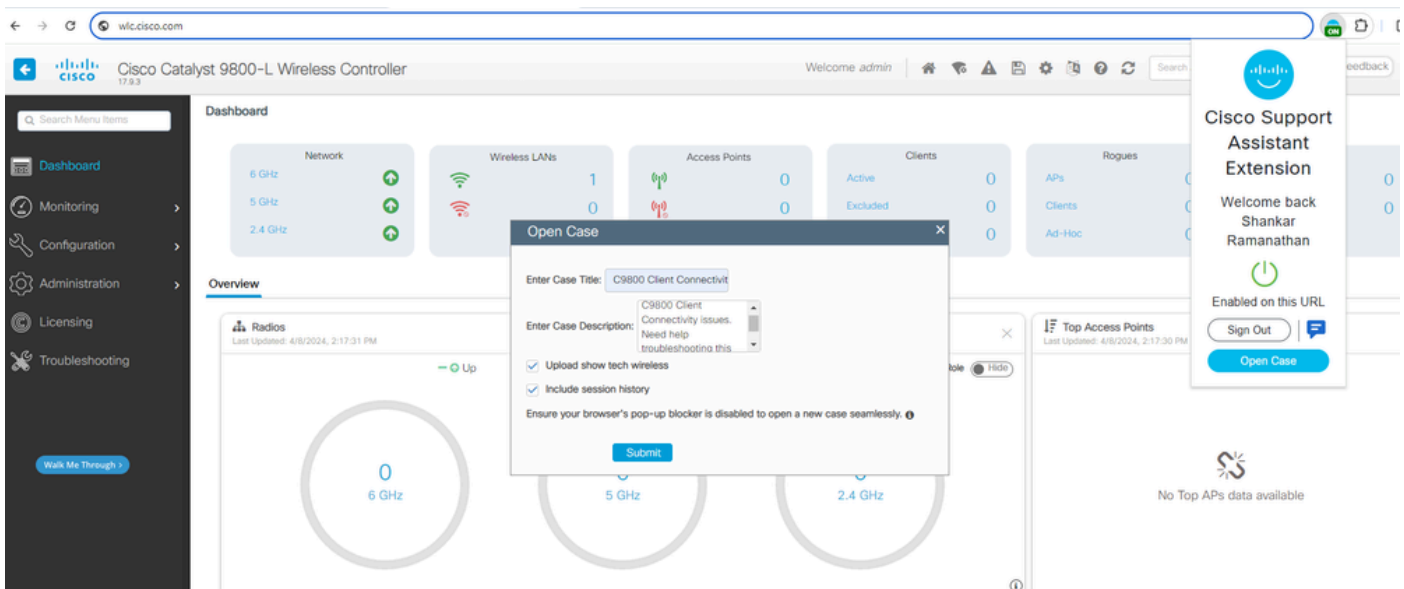 wlc.cisco.com
ON
CISCO
Cisco Catalyst 9800-L Wireless Controller
17.9.3
Welcome admin
Search
eedback
Search Menu Items
Dashboard
Monitoring
Configuration
Administration
Licensing
Troubleshooting
Walk Me Through >
Dashboard
Network
6 GHz
5 GHz
2.4 GHz
Wireless LANs
1
0
Access Points
0
0
Clients
Active 0
Excluded
0
Rogues
APs
Clients
Ad-Hoc
0
0
Overview
Radios
Last Updated: 4/8/2024, 2:17:31 PM
Up
Hide
0
6 GHz
5 GHz
2.4 GHz
Top Access Points
Last Updated: 4/8/2024, 2:17:30 PM
No Top APs data available
Open Case
Enter Case Title: C9800 Client Connectivit
Enter Case Description:
C9800 Client
Connectivity issues.
Need help
troubleshooting this
Upload show tech wireless
Include session history
Ensure your browser's pop-up blocker is disabled to open a new case seamlessly.
Submit
Cisco Support
Assistant
Extension
Welcome back
Shankar
Ramanathan
Enabled on this URL
Sign Out
Open Case